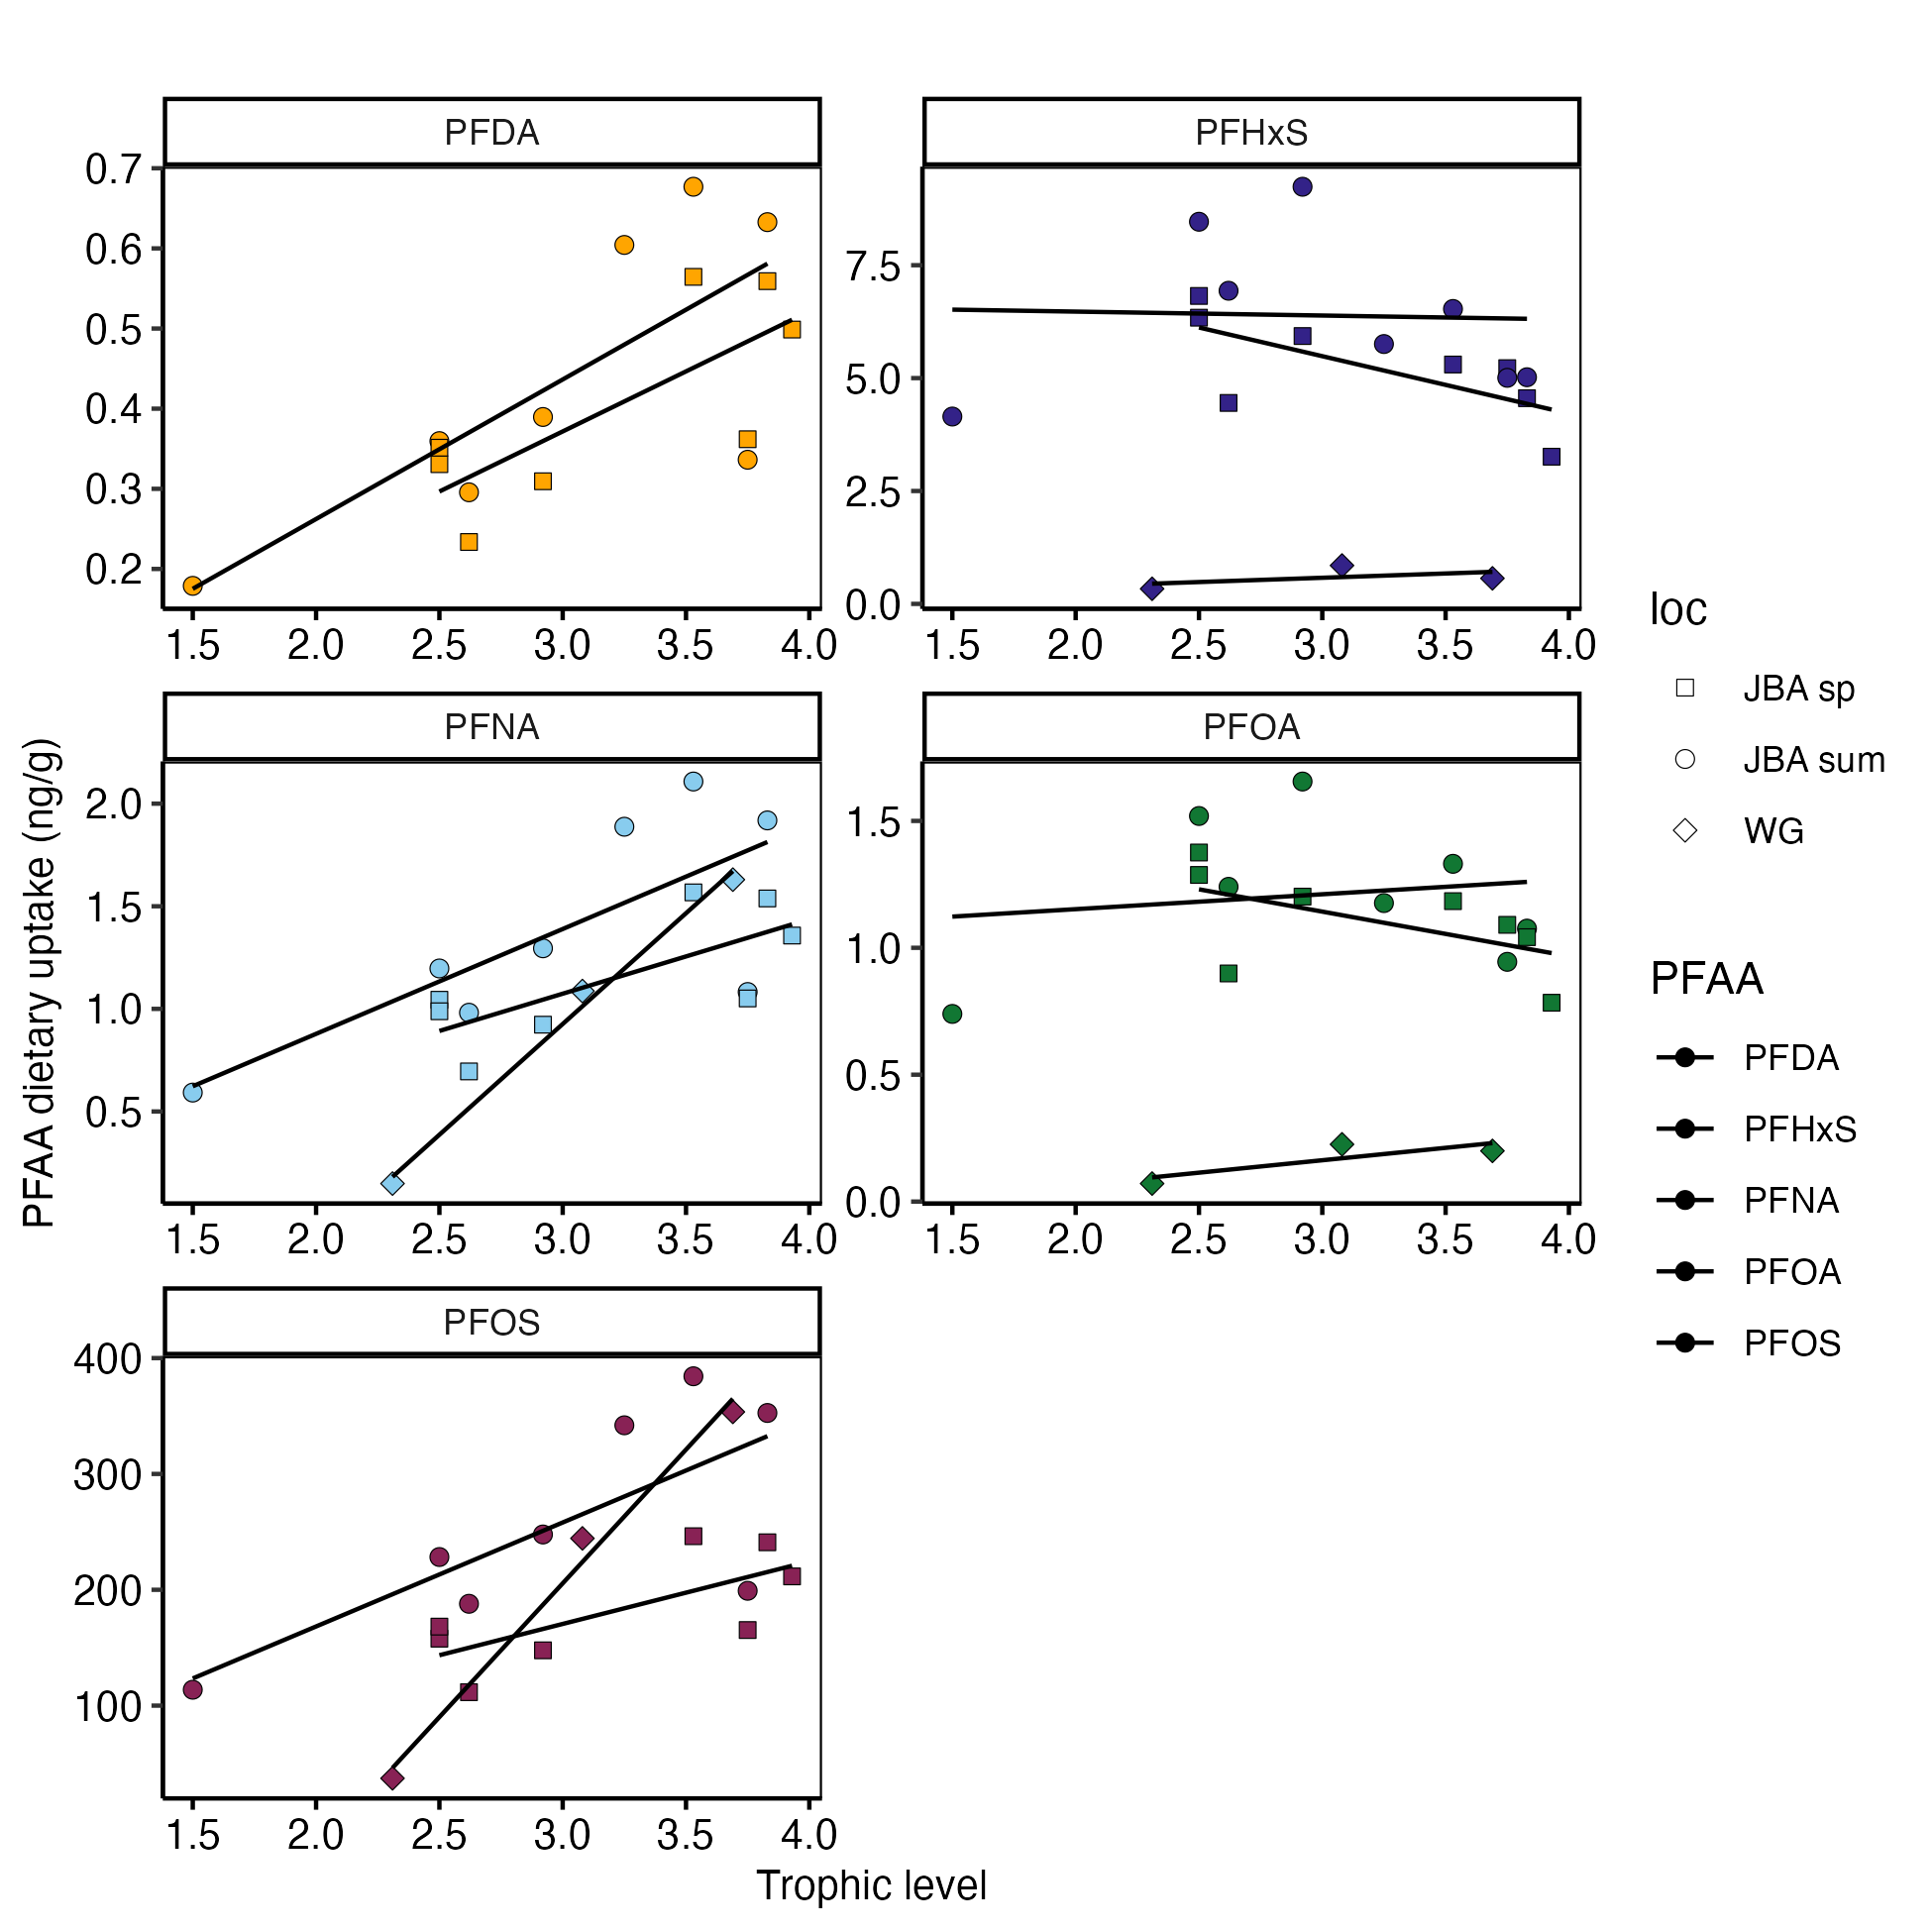 PFDA
PFHxS
0.7
0.6
0.5
0.4
0.3
0.2
7.5
5.0
2.5
0.0
1.5 2.0 2.5 3.0 3.5 4.0
1.5 2.0 2.5 3.0 3.5 4.0
PFNA
PFOA
2.0
1.5
1.0
0.5
1.5
1.0
0.5
0.0
1.5 2.0 2.5 3.0 3.5 4.0
1.5 2.0 2.5 3.0 3.5 4.0
PFOS
400
300
200
100
1.5 2.0 2.5 3.0 3.5 4.0
Trophic level
PFAA dietary uptake (ng/g)
loc
JBA sp
JBA sum
WG
PFAA
PFDA
PFHxS
PFNA
PFOA
PFOS